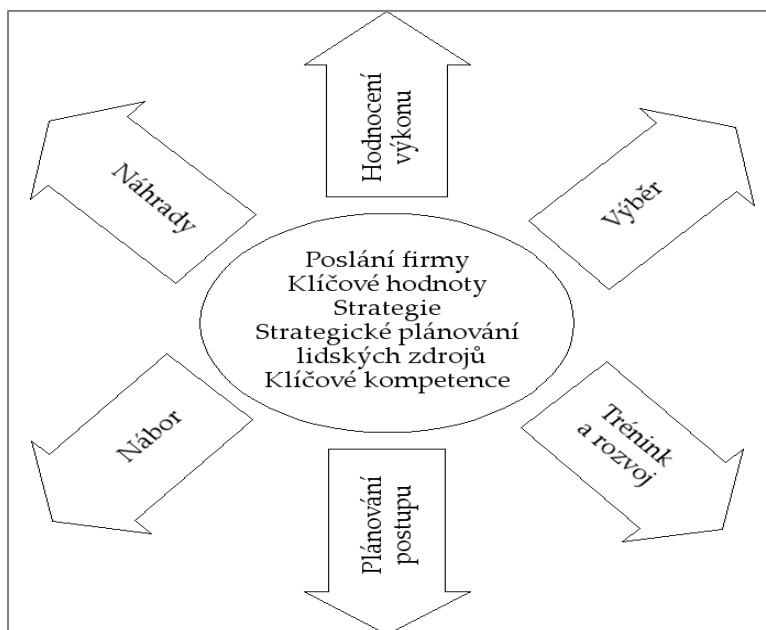 Hodnocení
výkonu
Náhrady
Výběr
Poslání firmy
Klíčové hodnoty
Strategie
Strategické plánování
lidských zdrojů
Klíčové kompetence
Nábor
Trénink
a rozvoj
Plánování
postupu